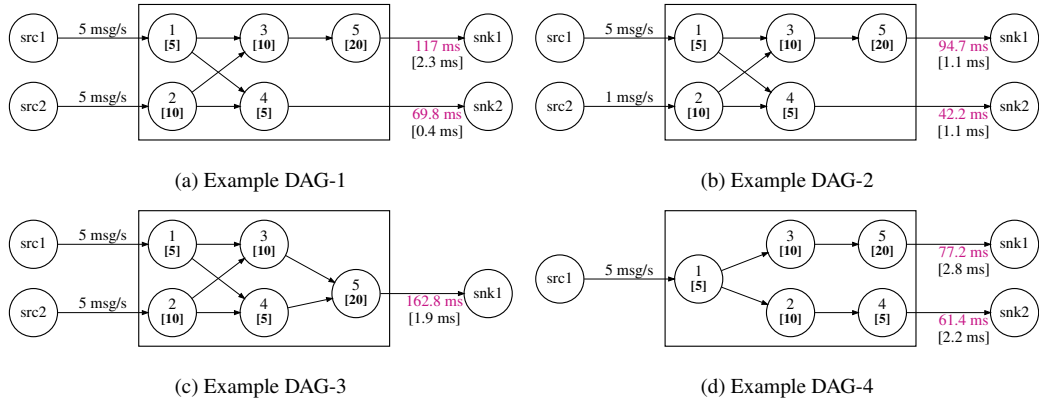 src1
5 msg/s
1
[5]
3
[10]
5
[20]
117 ms
[2.3 ms]
snk1
src2
5 msg/s
2
[10]
4
[5]
69.8 ms
[0.4 ms]
snk2
(a) Example DAG-1
src1
5 msg/s
1
[5]
3
[10]
5
[20]
94.7 ms
[1.1 ms]
snk1
src2
1 msg/s
2
[10]
4
[5]
42.2 ms
[1.1 ms]
snk2
(b) Example DAG-2
src1
5 msg/s
1
[5]
3
[10]
5
[20]
162.8 ms
[1.9 ms]
snk1
src2
5 msg/s
2
[10]
4
[5]
(c) Example DAG-3
src1
5 msg/s
1
[5]
3
[10]
5
[20]
77.2 ms
[2.8 ms]
snk1
2
[10]
4
[5]
61.4 ms
[2.2 ms]
snk2
(d) Example DAG-4